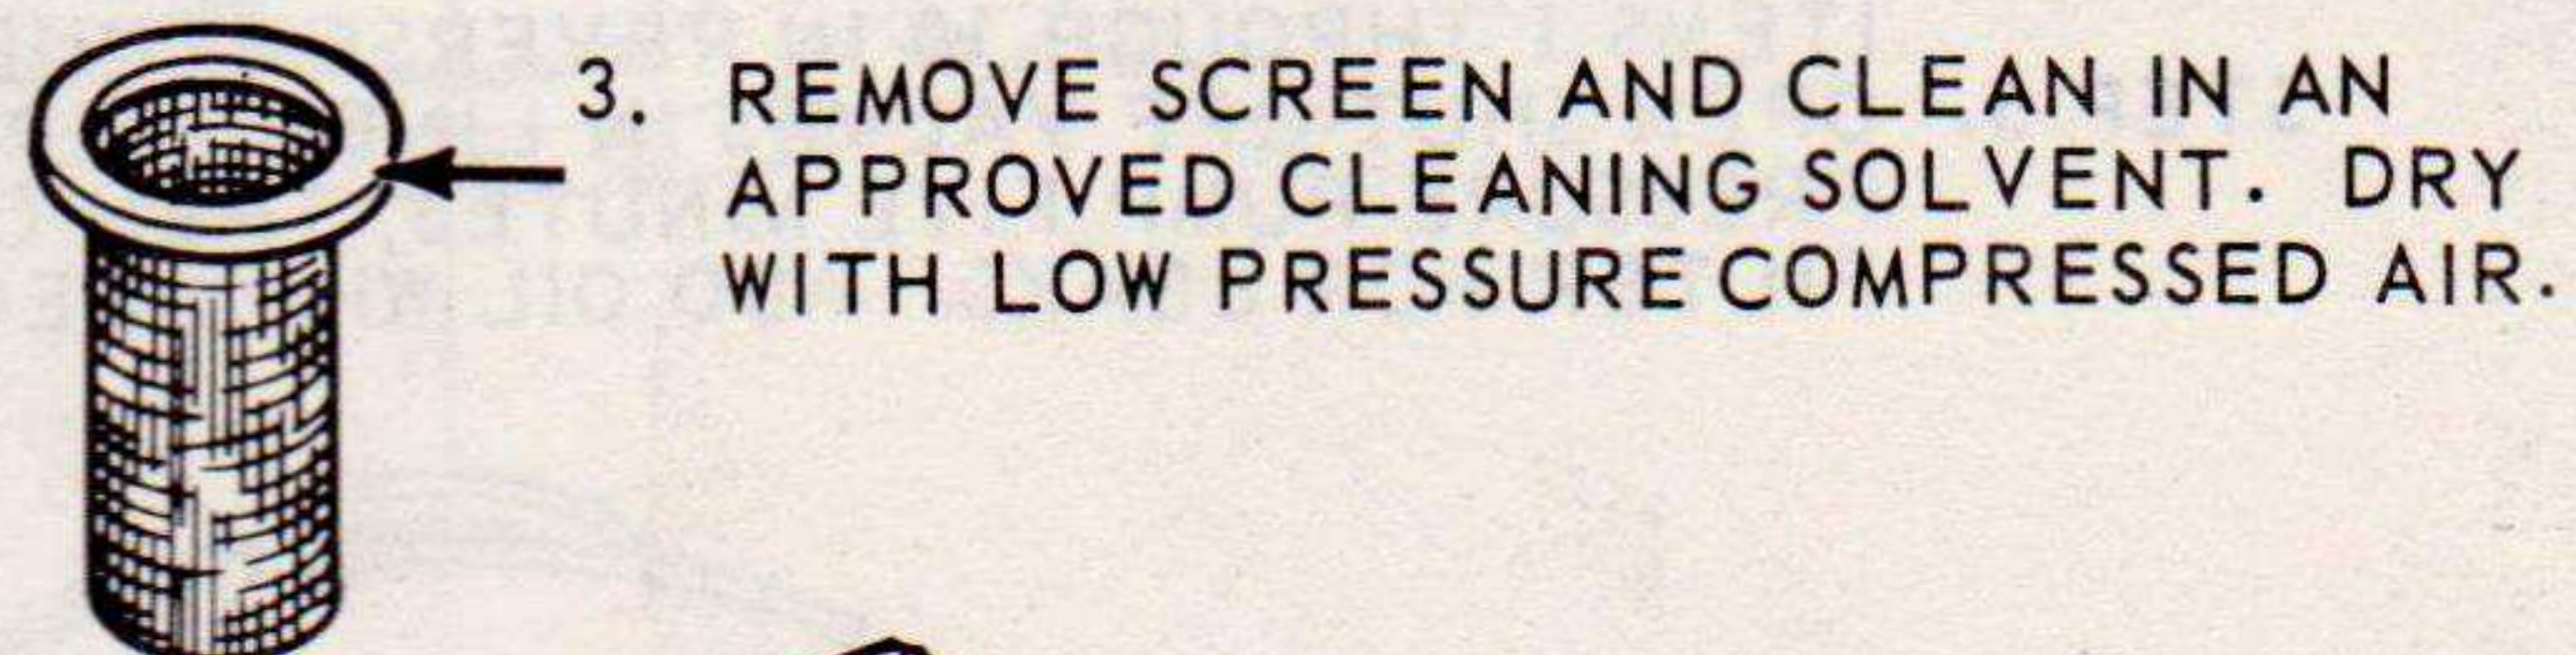 3. REMOVE SCREEN AND CLEAN IN AN
APPROVED CLEANING SOLVENT. DRY
WITH LOW PRESSURE COMPRESSED AIR.